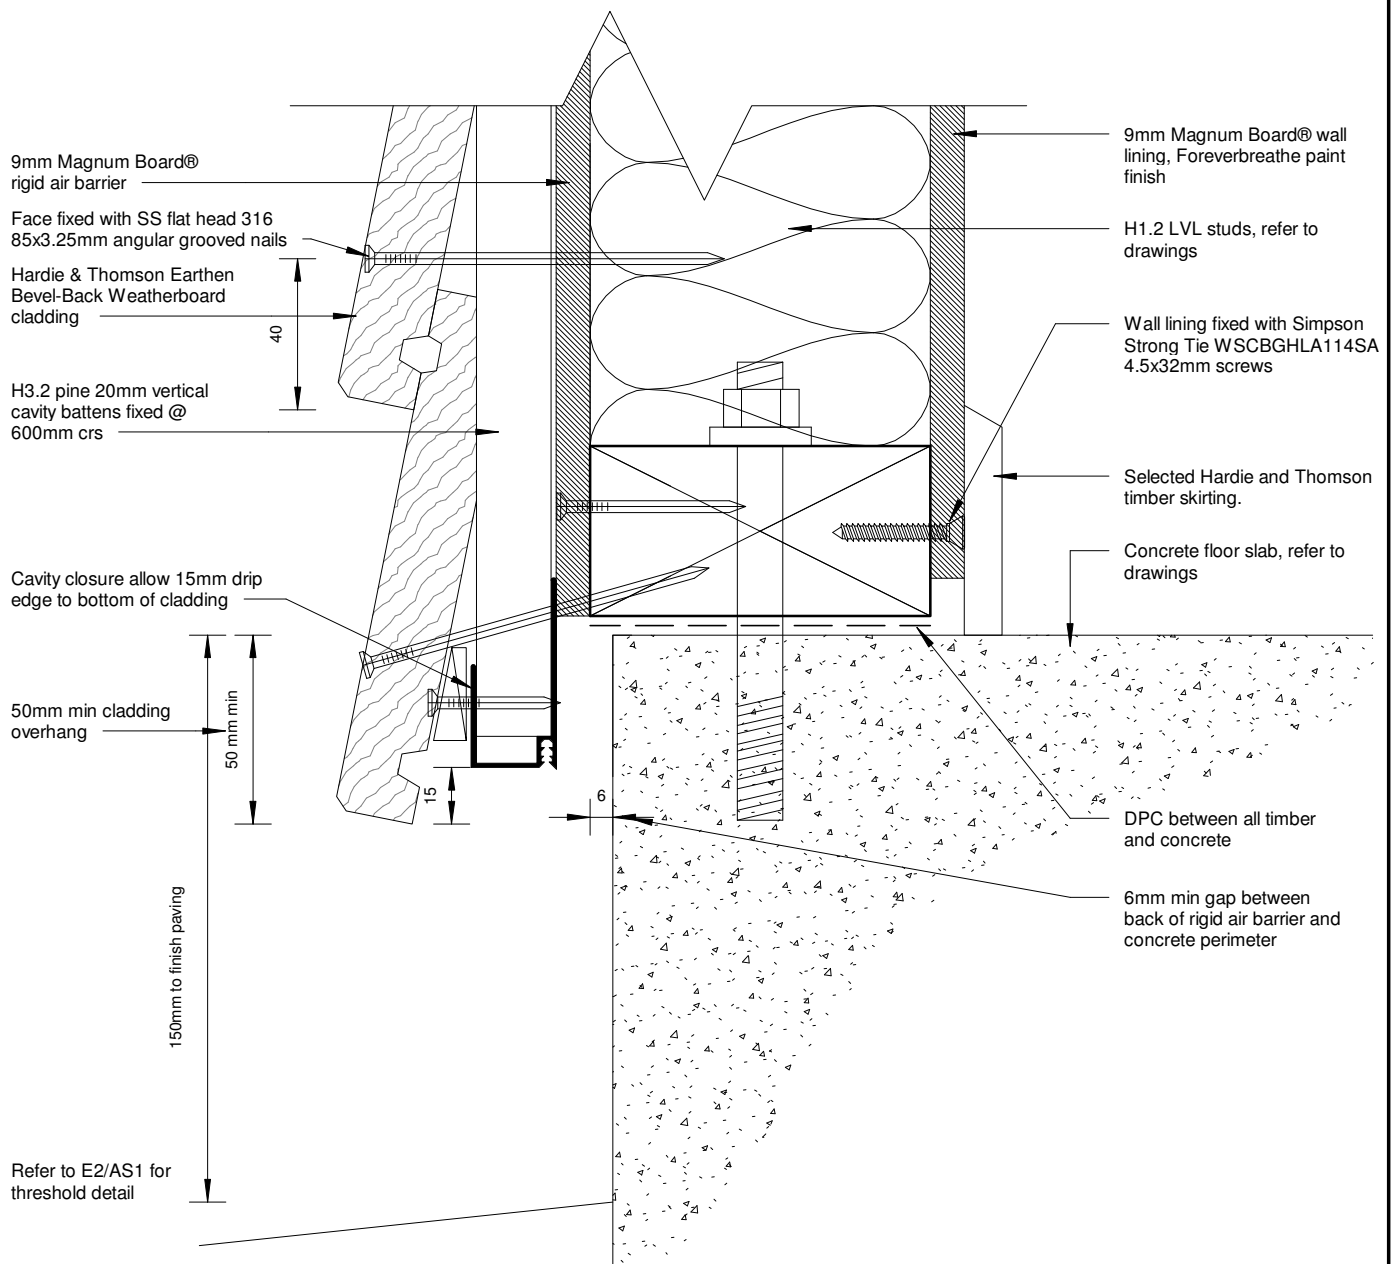 9mm Magnum Board®
rigid air barrier
Face fixed with SS flat head 316
85x3.25mm angular grooved nails
Hardie & Thomson Earthen
Bevel-Back Weatherboard
cladding
40
H3.2 pine 20mm vertical
cavity battens fixed @
600mm crs
Cavity closure allow 15mm drip
edge to bottom of cladding
50mm min cladding
overhang
50 mm min
15
6
150mm to finish paving
Refer to E2/AS1 for
threshold detail
9mm Magnum Board® wall
lining, Foreverbreathe paint
finish
H1.2 LVL studs, refer to
drawings
Wall lining fixed with Simpson
Strong Tie WSCBGHLA114SA
4.5x32mm screws
Selected Hardie and Thomson
timber skirting.
Concrete floor slab, refer to
drawings
DPC between all timber
and concrete
6mm min gap between
back of rigid air barrier and
concrete perimeter